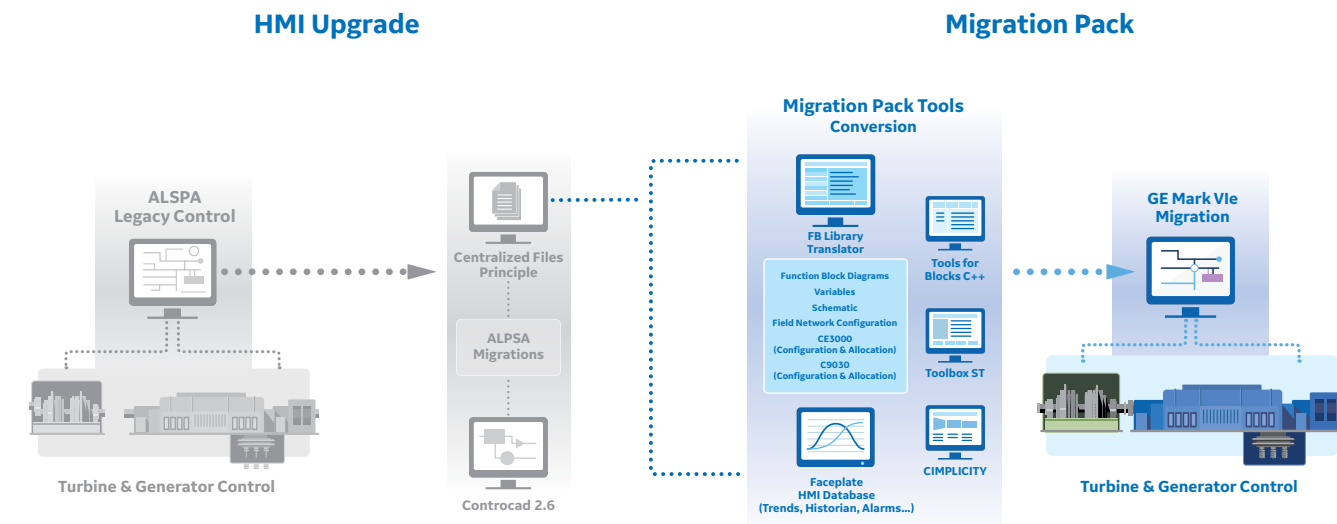 HMI Upgrade
Migration Pack
ALSPA
Legacy Control
Turbine & Generator Control
Centralized Files
Principle
ALPSA
Migrations
Controcad 2.6
Migration Pack Tools
Conversion
FB Library
Translator
Function Block Diagrams
Variables
Schematic
Field Network Configuration
CE3000
(Configuration & Allocation)
C9030
(Configuration & Allocation)
Faceplate
HMI Database
(Trends, Historian, Alarms...)
Tools for
Blocks C++
Toolbox ST
CIMPLICITY
GE Mark VIe
Migration
Turbine & Generator Control